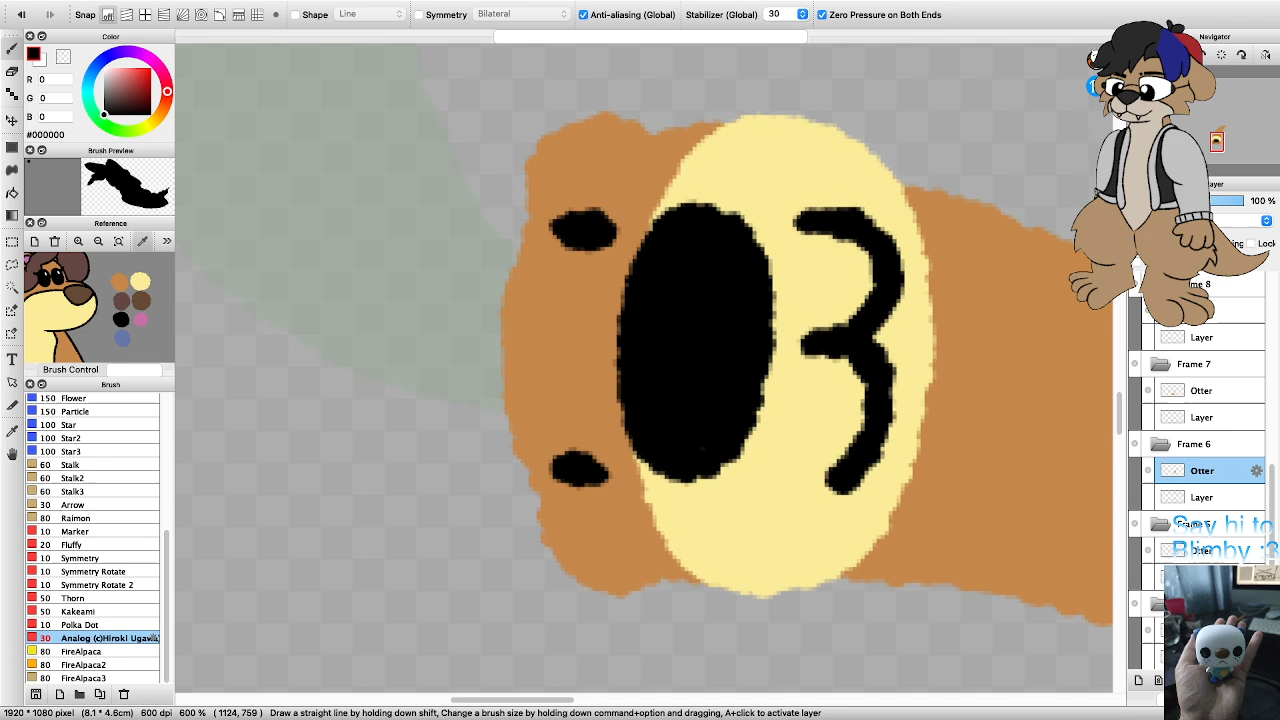 Snap
Shape
Line
Symmetry
Bilateral
Anti-aliasing (Global)
Stabilizer (Global)
30
Zero Pressure on Both Ends
Color
Navigator
R 0
G 0
B 0
#000000
Brush Preview
Reference
Brush Control
Brush
150 Flower
150 Particle
100 Star
100 Star2
100 Star3
60 Stalk
60 Stalk2
60 Stalk3
30 Arrow
80 Raimon
10 Marker
20 Fluffy
10 Symmetry
10 Symmetry Rotate
10 Symmetry Rotate 2
50 Thorn
50 Kakeami
10 Polka Dot
30 Analog (c)Hiroki Ugawa
80 FireAlpaca
80 FireAlpaca2
80 FireAlpaca3
100 %
Lock
Layer
Frame 7
Otter
Layer
Frame 6
Otter
Layer
Say hi to
Blimby :3
1920 * 1080 pixel (8.1 * 4.6cm) 600 dpi 600 % ( 1124, 759 ) Draw a straight line by holding down shift, Change a brush size by holding down command+option and dragging, A+click to activate layer